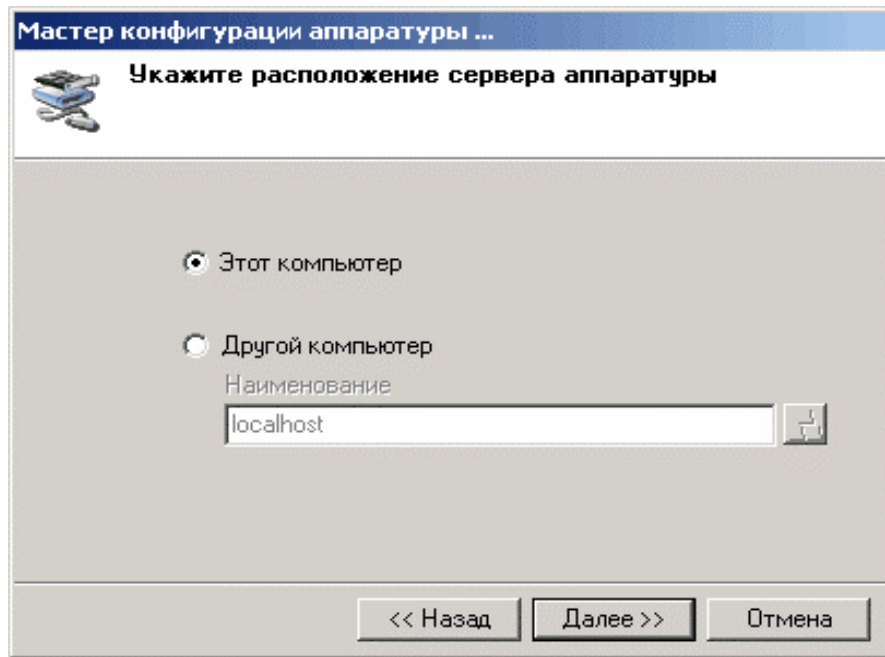 Мастер конфигурации аппаратуры ...
Укажите расположение сервера аппаратуры
Этот компьютер
Другой компьютер
Наименование
localhost
<< Назад
Далее >>
Отмена